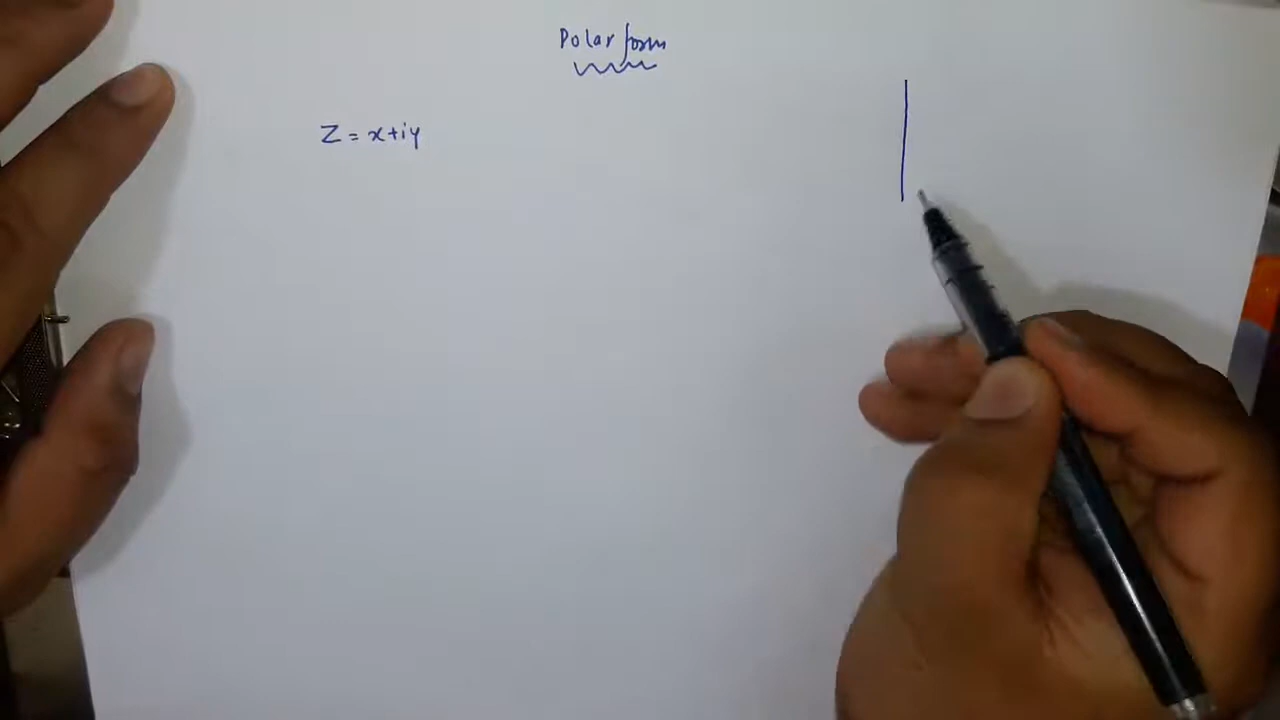 Polar form
Z = x+iy